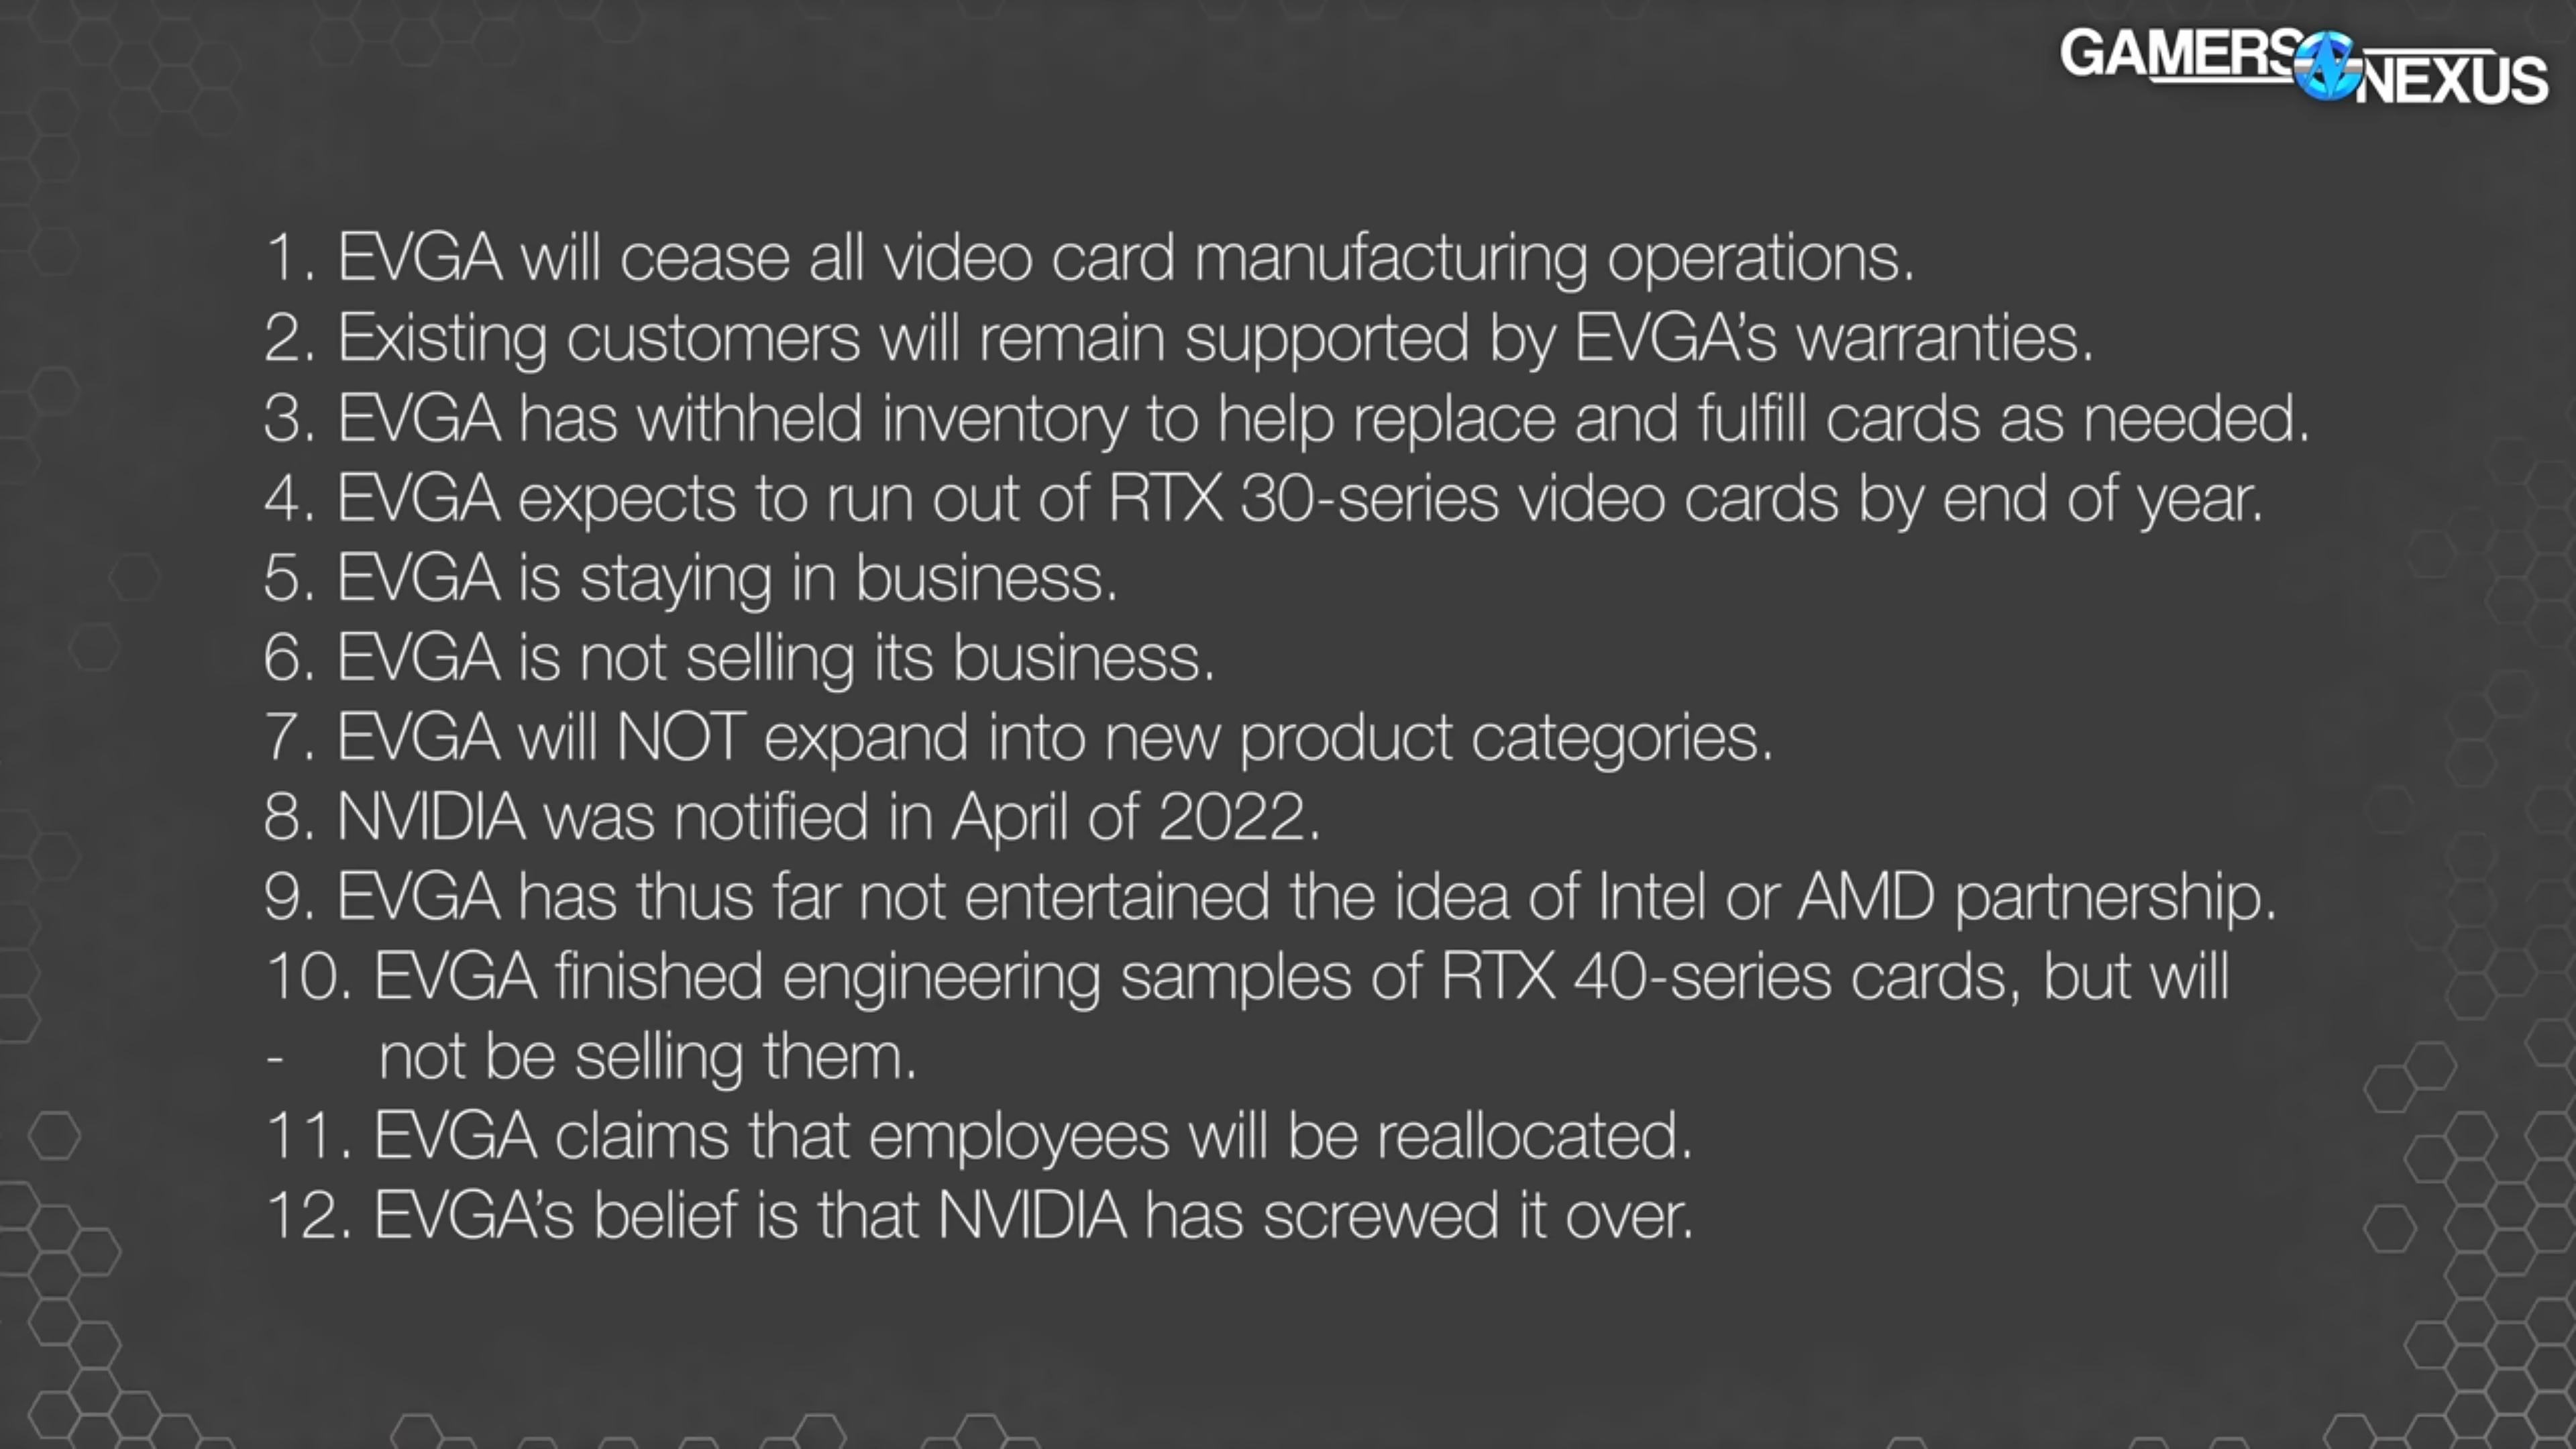 GAMERS NEXUS
1. EVGA will cease all video card manufacturing operations.
2. Existing customers will remain supported by EVGA’s warranties.
3. EVGA has withheld inventory to help replace and fulfill cards as needed.
4. EVGA expects to run out of RTX 30-series video cards by end of year.
5. EVGA is staying in business.
6. EVGA is not selling its business.
7. EVGA will NOT expand into new product categories.
8. NVIDIA was notified in April of 2022.
9. EVGA has thus far not entertained the idea of Intel or AMD partnership.
10. EVGA finished engineering samples of RTX 40-series cards, but will
- not be selling them.
11. EVGA claims that employees will be reallocated.
12. EVGA’s belief is that NVIDIA has screwed it over.